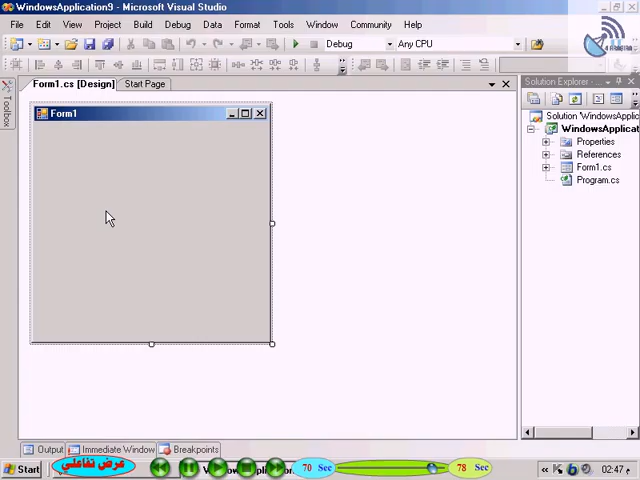 WindowsApplication9 - Microsoft Visual Studio
File Edit View Project Build Debug Data Format Tools Window Community Help
Debug Any CPU
Form1.cs [Design] Start Page
Toolbox
Form1
Solution Explorer -
Solution 'WindowsApplic
WindowsApplicat
Properties
References
Form1.cs
Program.cs
Output Immediate Window Breakpoints
Start
عرض تفاعلي
70 Sec
78 Sec
02:47